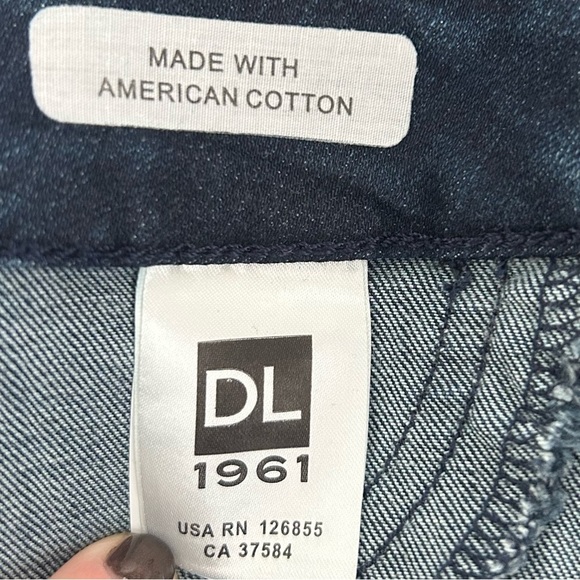 MADE WITH
AMERICAN COTTON
DL
1961
USA RN 126855
CA 37584